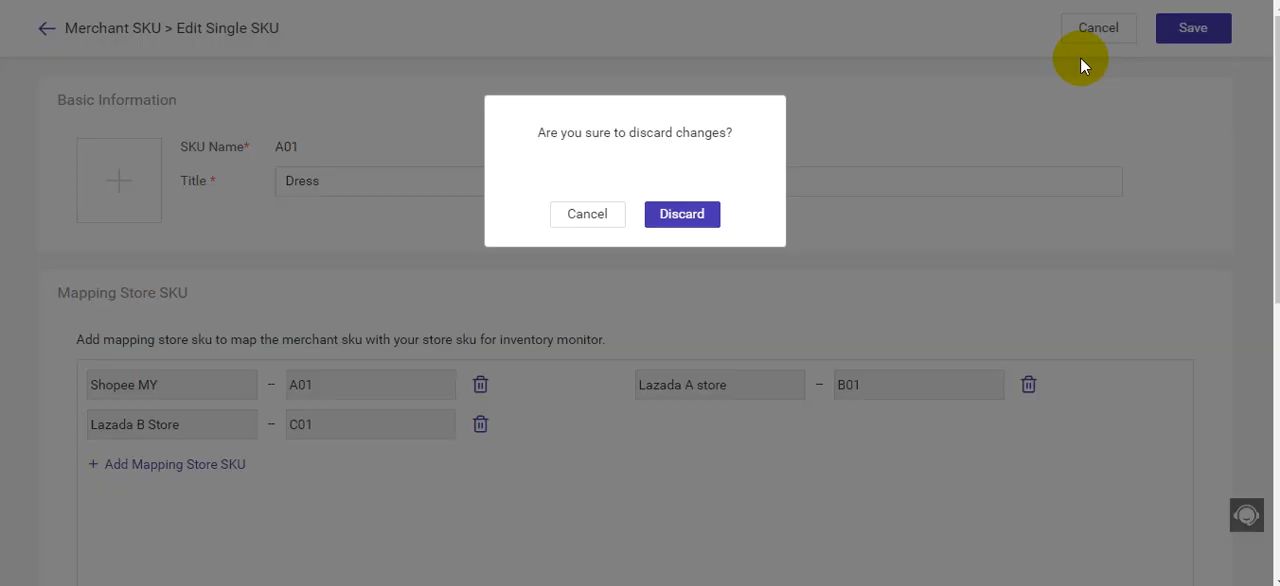 Merchant SKU > Edit Single SKU
Cancel
Save
Basic Information
Are you sure to discard changes?
SKU Name* A01
Title * Dress
Cancel
Discard
Mapping Store SKU
Add mapping store sku to map the merchant sku with your store sku for inventory monitor.
Shopee MY – A01
Lazada A store – B01
Lazada B Store – C01
+ Add Mapping Store SKU